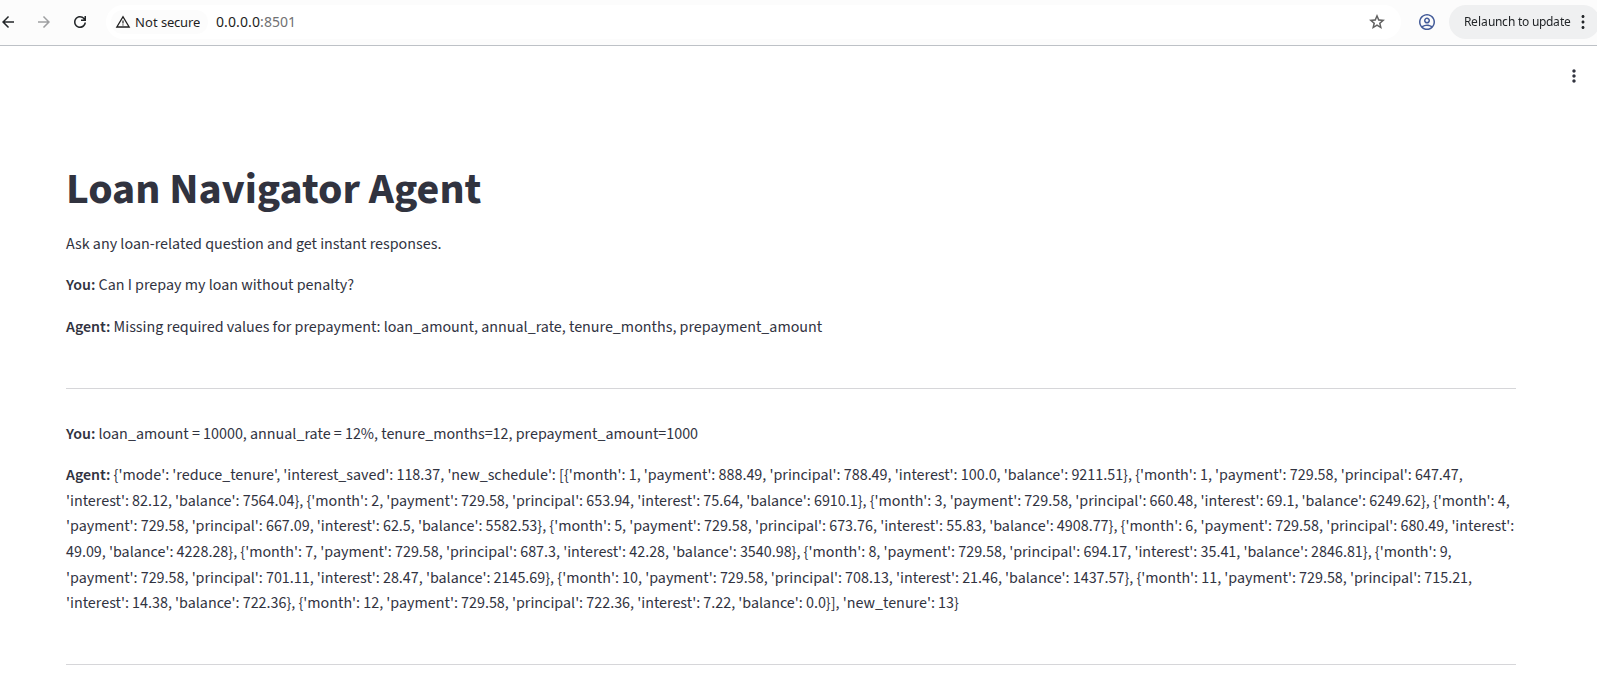 Not secure 0.0.0.0:8501 Relaunch to update
Loan Navigator Agent
Ask any loan-related question and get instant responses.
You: Can I prepay my loan without penalty?
Agent: Missing required values for prepayment: loan_amount, annual_rate, tenure_months, prepayment_amount
You: loan_amount = 10000, annual_rate = 12%, tenure_months=12, prepayment_amount=1000
Agent: {'mode': 'reduce_tenure', 'interest_saved': 118.37, 'new_schedule': [{'month': 1, 'payment': 888.49, 'principal': 788.49, 'interest': 100.0, 'balance': 9211.51}, {'month': 1, 'payment': 729.58, 'principal': 647.47,
'interest': 82.12, 'balance': 7564.04}, {'month': 2, 'payment': 729.58, 'principal': 653.94, 'interest': 75.64, 'balance': 6910.1}, {'month': 3, 'payment': 729.58, 'principal': 660.48, 'interest': 69.1, 'balance': 6249.62}, {'month': 4,
'payment': 729.58, 'principal': 667.09, 'interest': 62.5, 'balance': 5582.53}, {'month': 5, 'payment': 729.58, 'principal': 673.76, 'interest': 55.83, 'balance': 4908.77}, {'month': 6, 'payment': 729.58, 'principal': 680.49, 'interest':
49.09, 'balance': 4228.28}, {'month': 7, 'payment': 729.58, 'principal': 687.3, 'interest': 42.28, 'balance': 3540.98}, {'month': 8, 'payment': 729.58, 'principal': 694.17, 'interest': 35.41, 'balance': 2846.81}, {'month': 9,
'payment': 729.58, 'principal': 701.11, 'interest': 28.47, 'balance': 2145.69}, {'month': 10, 'payment': 729.58, 'principal': 708.13, 'interest': 21.46, 'balance': 1437.57}, {'month': 11, 'payment': 729.58, 'principal': 715.21,
'interest': 14.38, 'balance': 722.36}, {'month': 12, 'payment': 729.58, 'principal': 722.36, 'interest': 7.22, 'balance': 0.0}], 'new_tenure': 13}